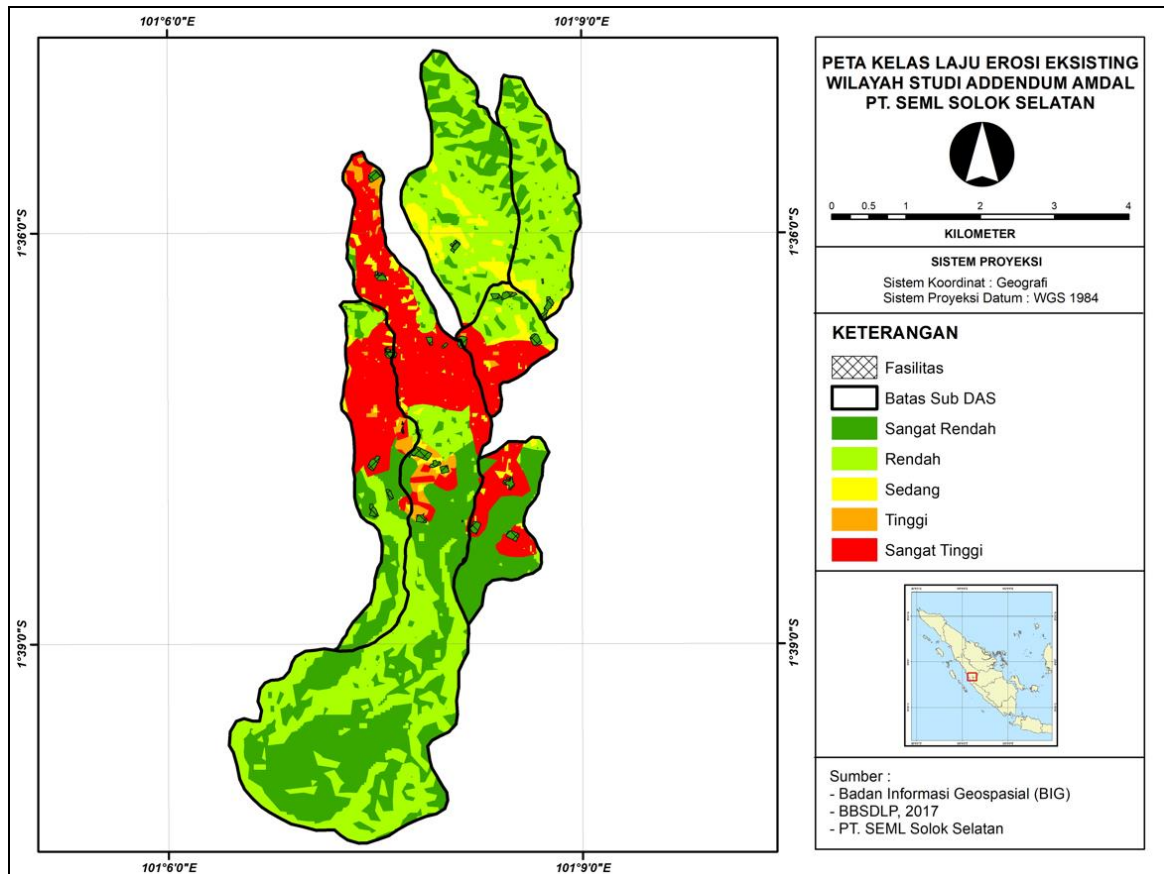 101°6'0"E
101°9'0"E
1°36'0"S
1°36'0"S
1°39'0"S
1°39'0"S
101°6'0"E
101°9'0"E
PETA KELAS LAJU EROSI EKSISTING
WILAYAH STUDI ADDENDUM AMDAL
PT. SEML SOLOK SELATAN
0 0.5 1 2 3 4
KILOMETER
SISTEM PROYEKSI
Sistem Koordinat : Geografi
Sistem Proyeksi Datum : WGS 1984
KETERANGAN
Fasilitas
Batas Sub DAS
Sangat Rendah
Rendah
Sedang
Tinggi
Sangat Tinggi
Sumber :
- Badan Informasi Geospasial (BIG)
- BBSDLP, 2017
- PT. SEML Solok Selatan